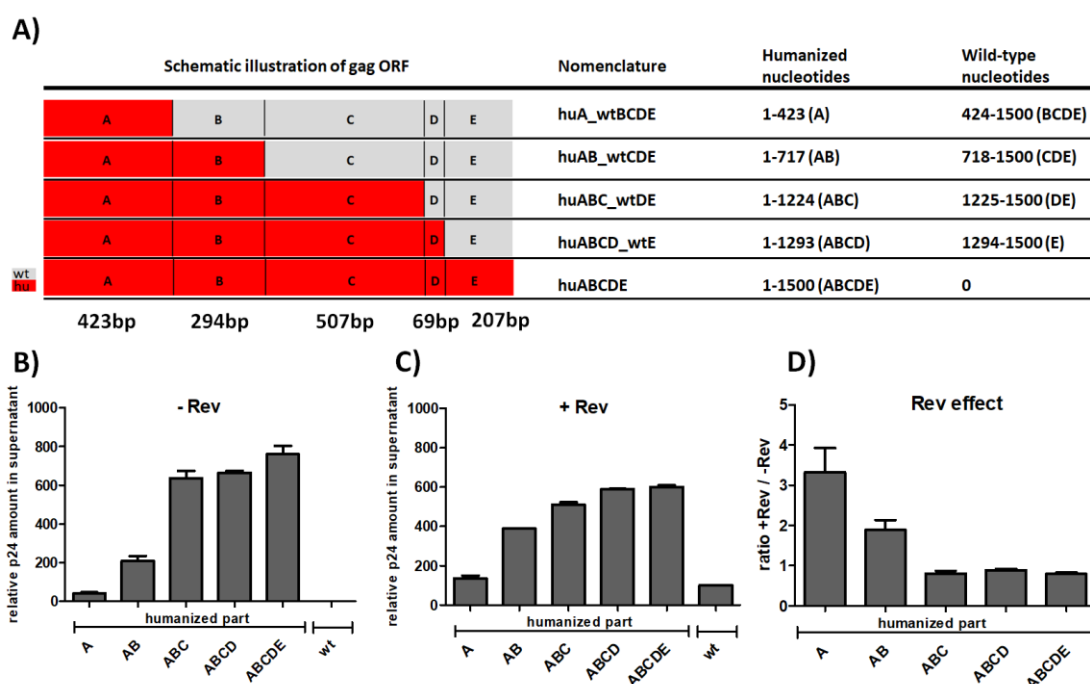 A)
Schematic illustration of gag ORF Nomenclature Humanized nucleotides Wild-type nucleotides
A B C D E huA_wtBCDE 1-423 (A) 424-1500 (BCDE)
A B C D E huAB_wtCDE 1-717 (AB) 718-1500 (CDE)
A B C D E huABC_wtDE 1-1224 (ABC) 1225-1500 (DE)
A B C D E huABCD_wtE 1-1293 (ABCD) 1294-1500 (E)
wt
hu
A B C D E huABCDE 1-1500 (ABCDE) 0
423bp 294bp 507bp 69bp 207bp
B)
- Rev
relative p24 amount in supernatant
1000
800
600
400
200
0
humanized part
A AB ABC ABCD ABCDE wt
C)
+ Rev
relative p24 amount in supernatant
1000
800
600
400
200
0
humanized part
A AB ABC ABCD ABCDE wt
D)
Rev effect
ratio +Rev / -Rev
5
4
3
2
1
0
humanized part
A AB ABC ABCD ABCDE